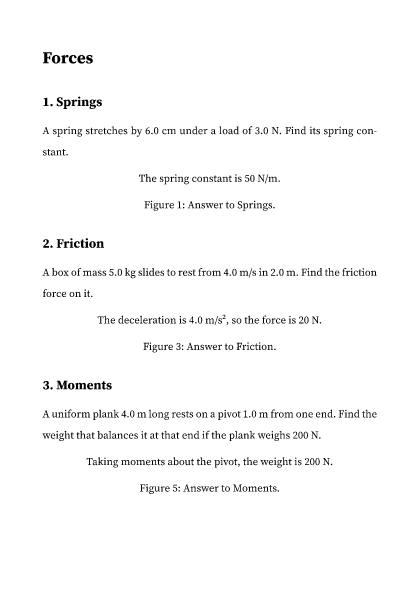 Forces
1. Springs
A spring stretches by 6.0 cm under a load of 3.0 N. Find its spring con-
stant.
The spring constant is 50 N/m.
Figure 1: Answer to Springs.
2. Friction
A box of mass 5.0 kg slides to rest from 4.0 m/s in 2.0 m. Find the friction
force on it.
The deceleration is 4.0 m/s², so the force is 20 N.
Figure 3: Answer to Friction.
3. Moments
A uniform plank 4.0 m long rests on a pivot 1.0 m from one end. Find the
weight that balances it at that end if the plank weighs 200 N.
Taking moments about the pivot, the weight is 200 N.
Figure 5: Answer to Moments.